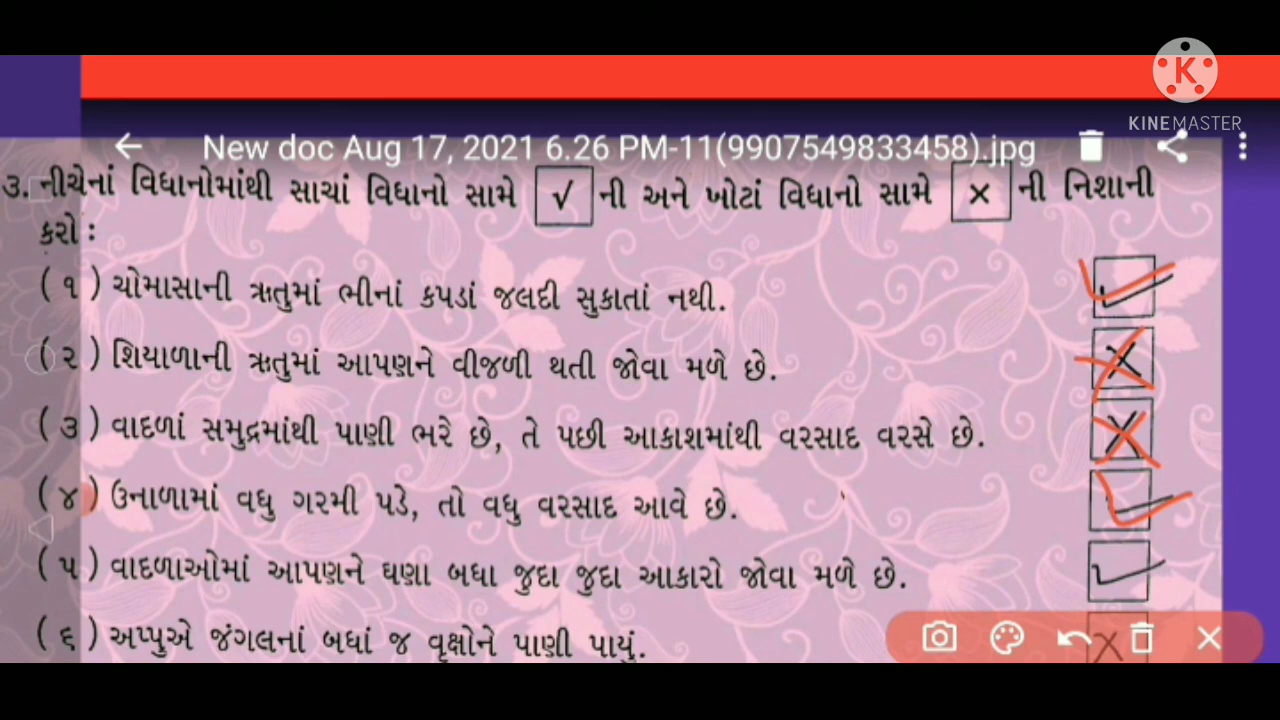 KINEMASTER
New doc Aug 17, 2021 6.26 PM-11(9907549833458).jpg
૩. નીચેનાં વિધાનોમાંથી સાચાં વિધાનો સામે √ ની અને ખોટાં વિધાનો સામે × ની નિશાની
કરો :
(૧) ચોમાસાની ઋતુમાં ભીનાં કપડાં જલદી સુકાતાં નથી. ✓
(૨) શિયાળાની ઋતુમાં આપણને વીજળી થતી જોવા મળે છે. ×
(૩) વાદળાં સમુદ્રમાંથી પાણી ભરે છે, તે પછી આકાશમાંથી વરસાદ વરસે છે. ×
(૪) ઉનાળામાં વધુ ગરમી પડે, તો વધુ વરસાદ આવે છે. ✓
(૫) વાદળાઓમાં આપણને ઘણા બધા જુદા જુદા આકારો જોવા મળે છે. ✓
(૬) અપ્પુએ જંગલનાં બધાં જ વૃક્ષોને પાણી પાયું. ×